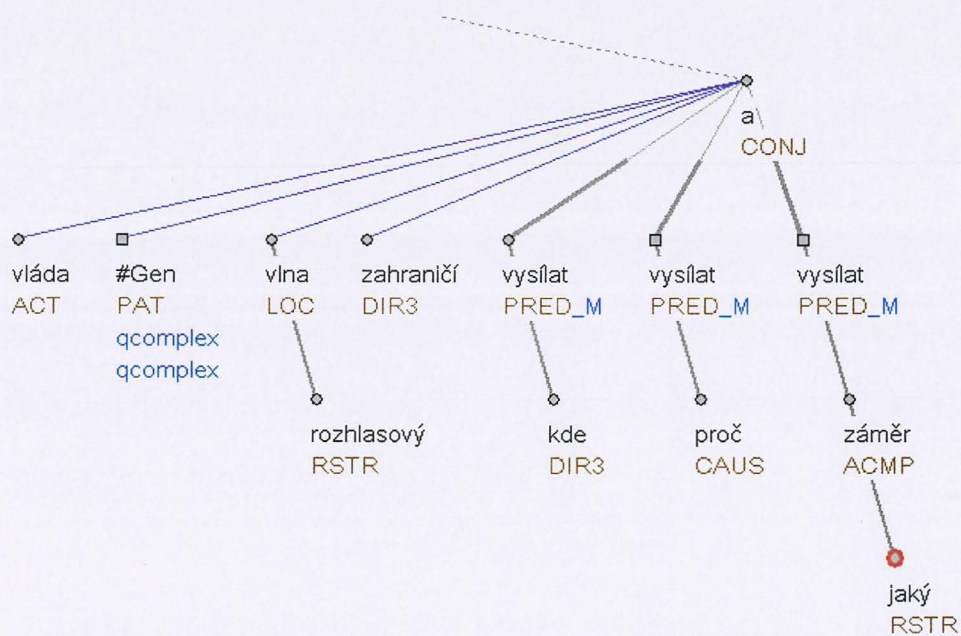 a
CONJ
vláda #Gen vlna zahraničí vysílat vysílat vysílat
ACT PAT LOC DIR3 PRED_M PRED_M PRED_M
qcomplex
qcomplex
rozhlasový kde proč záměr
RSTR DIR3 CAUS ACMP
jaký
RSTR